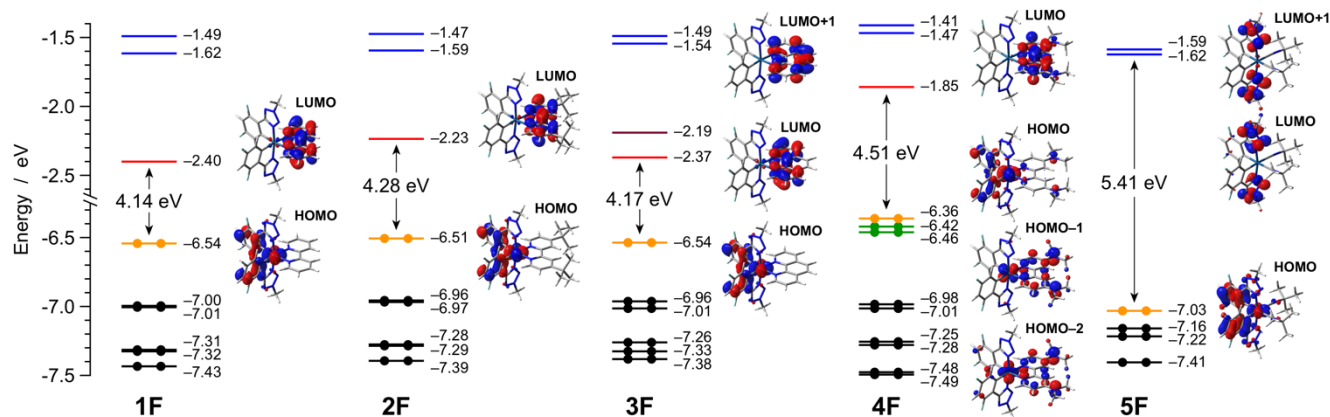 Energy / eV
-1.5
-2.0
-2.5
-6.5
-7.0
-7.5
−1.49
−1.62
LUMO
−2.40
4.14 eV
HOMO
−6.54
−7.00
−7.01
−7.31
−7.32
−7.43
1F
−1.47
−1.59
LUMO
−2.23
4.28 eV
HOMO
−6.51
−6.96
−6.97
−7.28
−7.29
−7.39
2F
−1.49
−1.54
LUMO+1
−2.19
LUMO
−2.37
4.17 eV
HOMO
−6.54
−6.96
−7.01
−7.26
−7.33
−7.38
3F
−1.41
−1.47
LUMO
−1.85
4.51 eV
HOMO
−6.36
−6.42
−6.46
HOMO−1
−6.98
−7.01
−7.25
−7.28
HOMO−2
−7.48
−7.49
4F
LUMO+1
−1.59
−1.62
LUMO
5.41 eV
HOMO
−7.03
−7.16
−7.22
−7.41
5F